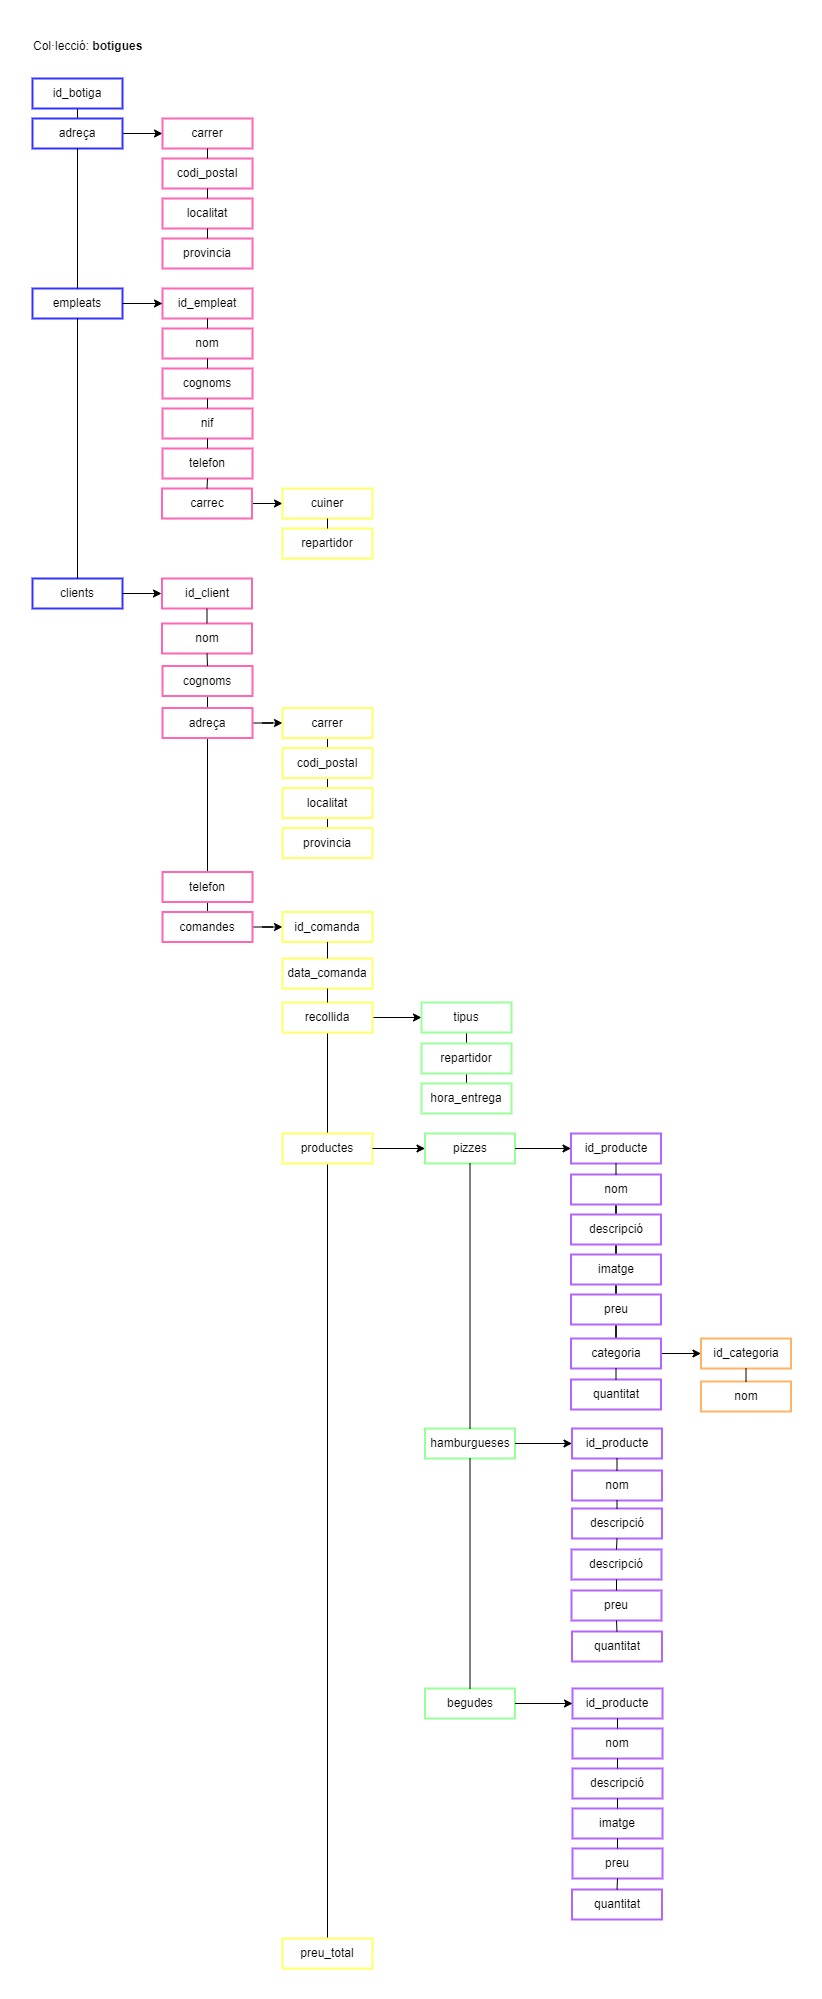 Col·lecció: botigues
id_botiga
adreça
carrer
codi_postal
localitat
provincia
empleats
id_empleat
nom
cognoms
nif
telefon
carrec
cuiner
repartidor
clients
id_client
nom
cognoms
adreça
carrer
codi_postal
localitat
provincia
telefon
comandes
id_comanda
data_comanda
recollida
tipus
repartidor
hora_entrega
productes
pizzes
id_producte
nom
descripció
imatge
preu
categoria
id_categoria
quantitat
nom
hamburgueses
id_producte
nom
descripció
descripció
preu
quantitat
begudes
id_producte
nom
descripció
imatge
preu
quantitat
preu_total